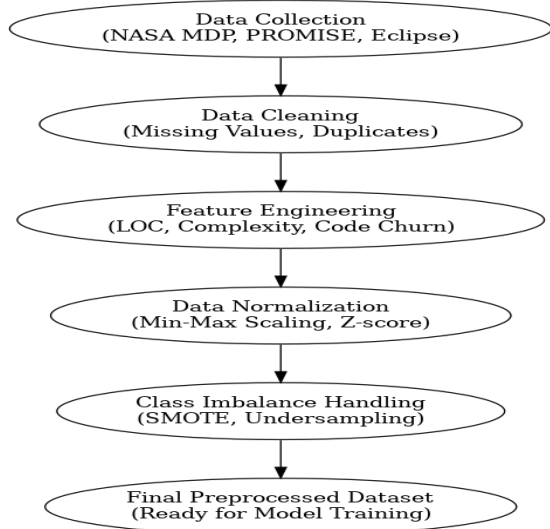 Data Collection
(NASA MDP, PROMISE, Eclipse)
Data Cleaning
(Missing Values, Duplicates)
Feature Engineering
(LOC, Complexity, Code Churn)
Data Normalization
(Min-Max Scaling, Z-score)
Class Imbalance Handling
(SMOTE, Undersampling)
Final Preprocessed Dataset
(Ready for Model Training)